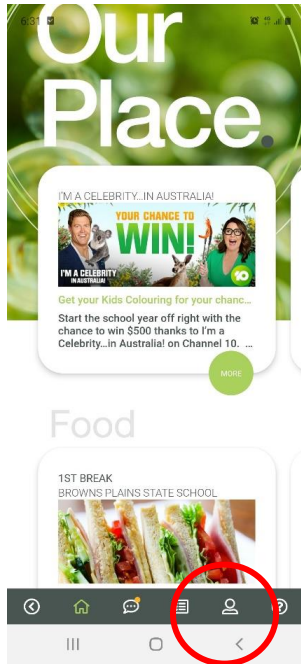 6:31
Our
Place.
I'M A CELEBRITY...IN AUSTRALIA!
YOUR CHANCE TO
WIN!
I'M A CELEBRITY
IN AUSTRALIA!
10
Get your Kids Colouring for your chanc...
Start the school year off right with the
chance to win $500 thanks to I'm a
Celebrity...in Australia! on Channel 10. ...
MORE
Food
1ST BREAK
BROWNS PLAINS STATE SCHOOL